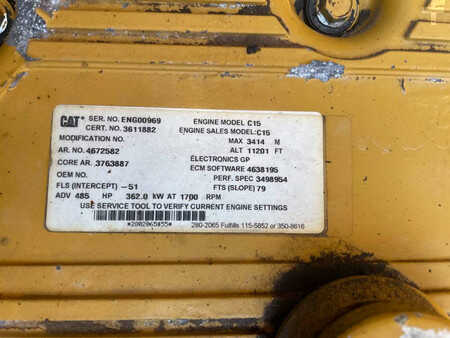 CAT SER. NO. ENG00969 ENGINE MODEL C15
CERT. NO. 3611882 ENGINE SALES MODEL: C15
MODIFICATION NO. MAX 3414 M
AR. NO. 4672582 ALT 11201 FT
CORE AR. 3763887 ELECTRONICS GP
OEM NO. ECM SOFTWARE 4638195
PERF. SPEC 3498954
FLS (INTERCEPT) -51 FTS (SLOPE) 79
ADV 485 HP 362.0 kW AT 1700 RPM
USE SERVICE TOOL TO VERIFY CURRENT ENGINE SETTINGS
280-2065 Fulfills 115-5852 or 350-8616